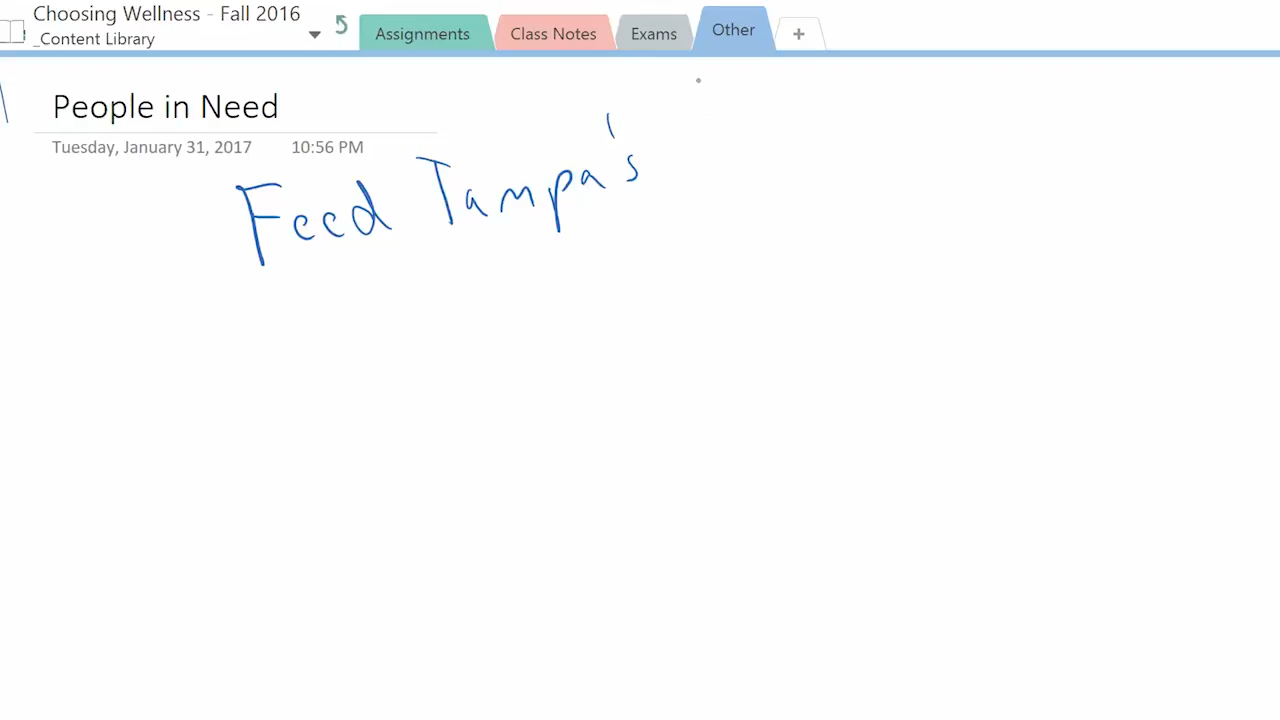 Choosing Wellness - Fall 2016
_Content Library
Assignments
Class Notes
Exams
Other
+
People in Need
Tuesday, January 31, 2017 10:56 PM
Feed Tampa's